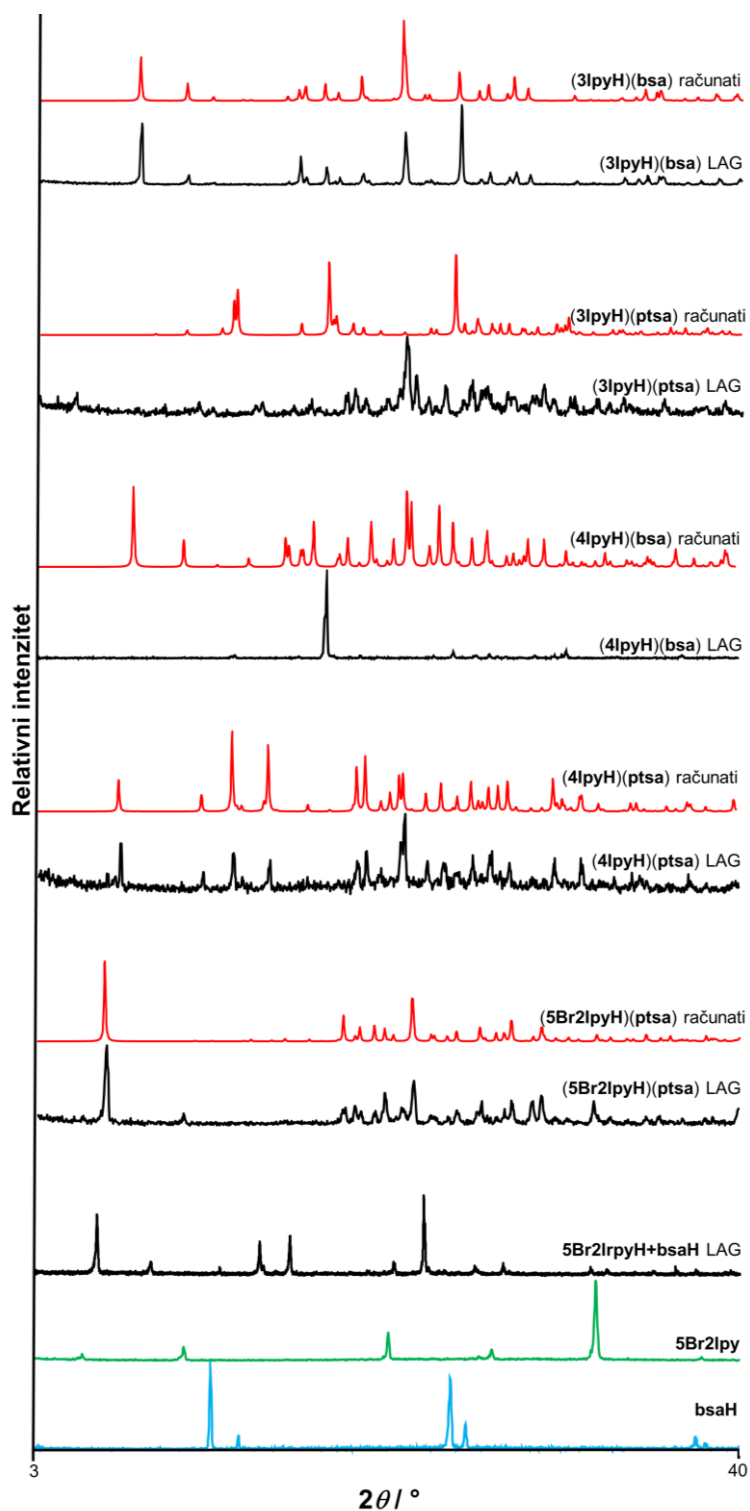 (3IpyH)(bsa) računati
(3IpyH)(bsa) LAG
(3IpyH)(ptsa) računati
(3IpyH)(ptsa) LAG
(4IpyH)(bsa) računati
(4IpyH)(bsa) LAG
(4IpyH)(ptsa) računati
(4IpyH)(ptsa) LAG
(5Br2IpyH)(ptsa) računati
(5Br2IpyH)(ptsa) LAG
5Br2IrpyH+bsaH LAG
5Br2Ipy
bsaH
Relativni intenzitet
3
40
2θ / °